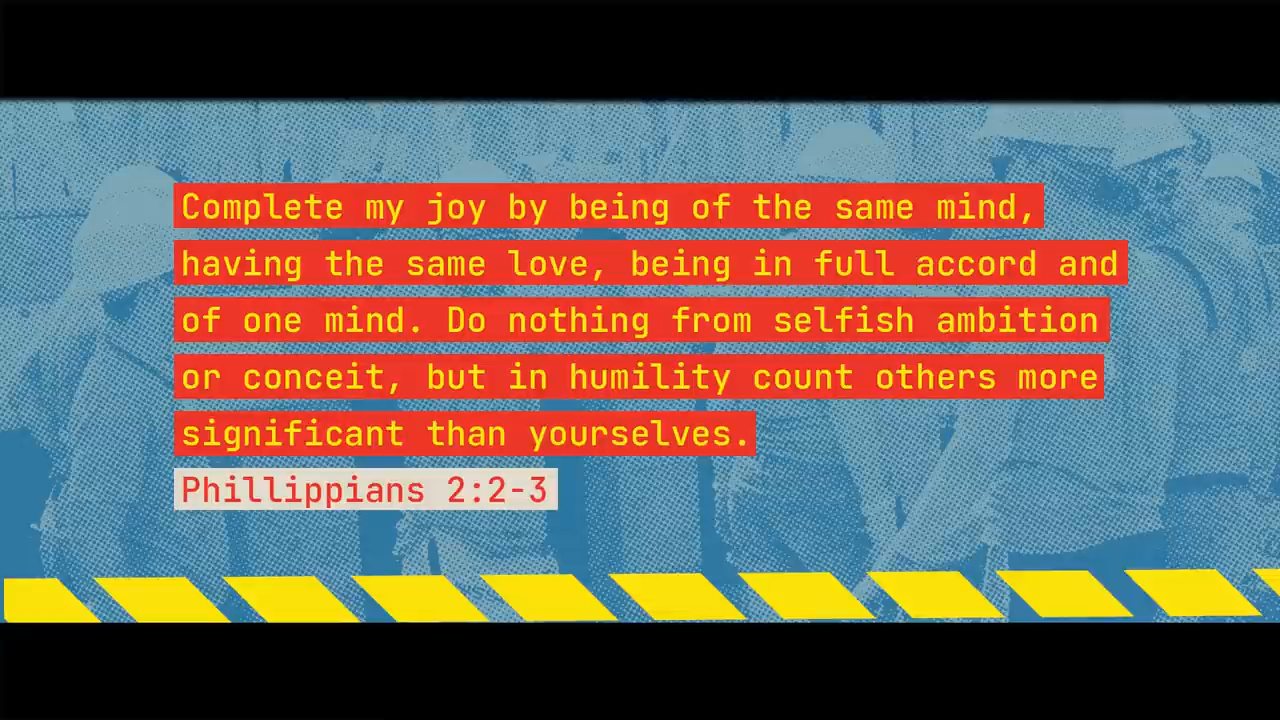 Complete my joy by being of the same mind,
having the same love, being in full accord and
of one mind. Do nothing from selfish ambition
or conceit, but in humility count others more
significant than yourselves.
Phillippians 2:2-3